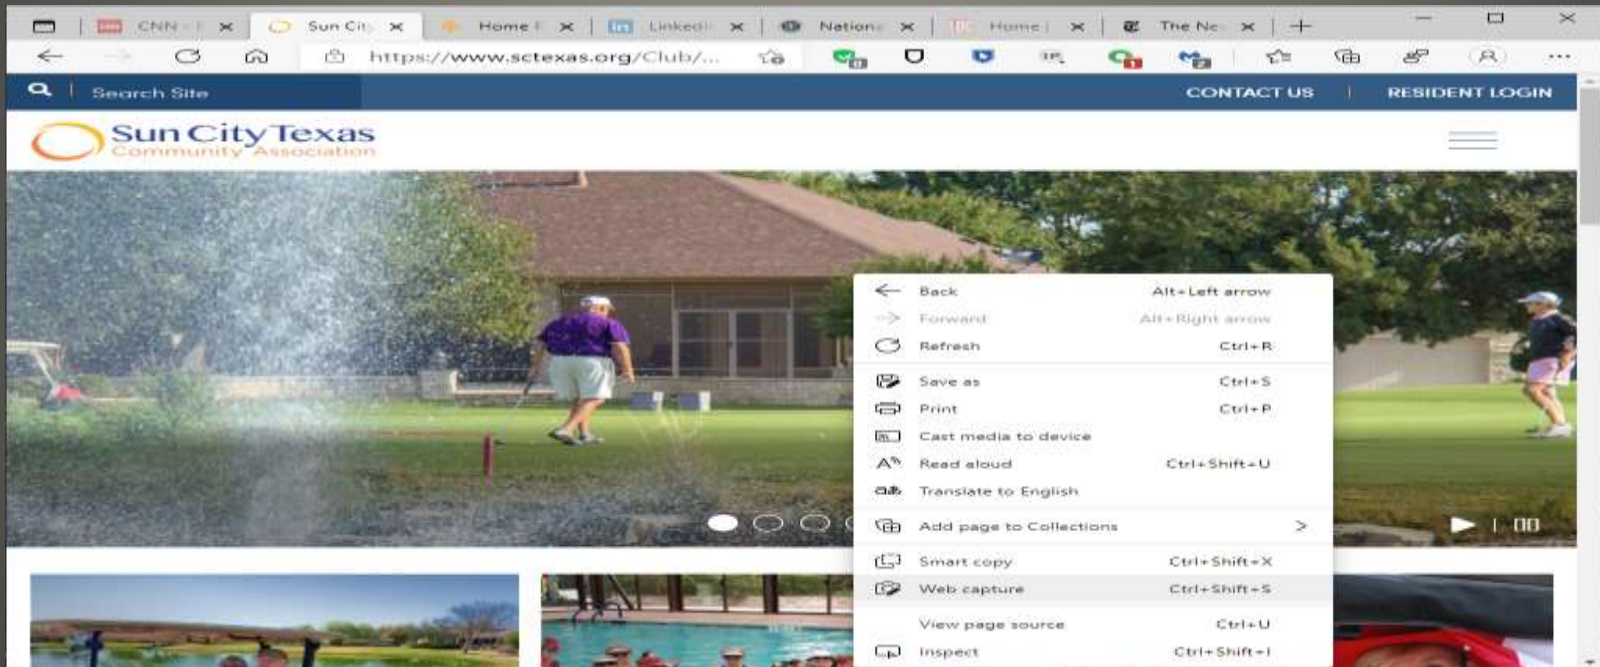 CNN
Sun City
Home
Linked
Nation
Home
The Ne
https://www.sctexas.org/Club/...
Search Site
CONTACT US
RESIDENT LOGIN
Sun City Texas
Community Association
Back Alt+Left arrow
Forward Alt+Right arrow
Refresh Ctrl+R
Save as Ctrl+S
Print Ctrl+P
Cast media to device
Read aloud Ctrl+Shift+U
Translate to English
Add page to Collections
Smart copy Ctrl+Shift+X
Web capture Ctrl+Shift+S
View page source Ctrl+U
Inspect Ctrl+Shift+I